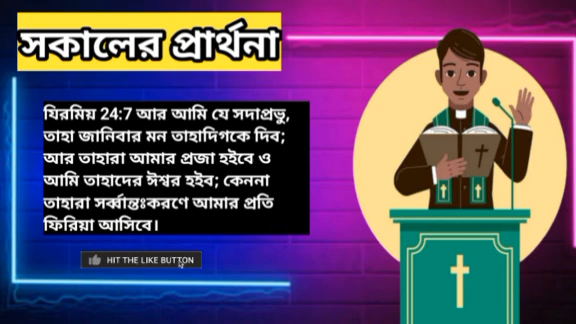 সকালের প্রার্থনা
যিরমিয় 24:7 আর আমি যে সদাপ্রভু,
তাহা জানিবার মন তাহাদিগকে দিব;
আর তাহারা আমার প্রজা হইবে ও
আমি তাহাদের ঈশ্বর হইব; কেননা
তাহারা সর্ব্বান্তঃকরণে আমার প্রতি
ফিরিয়া আসিবে।
HIT THE LIKE BUTTON